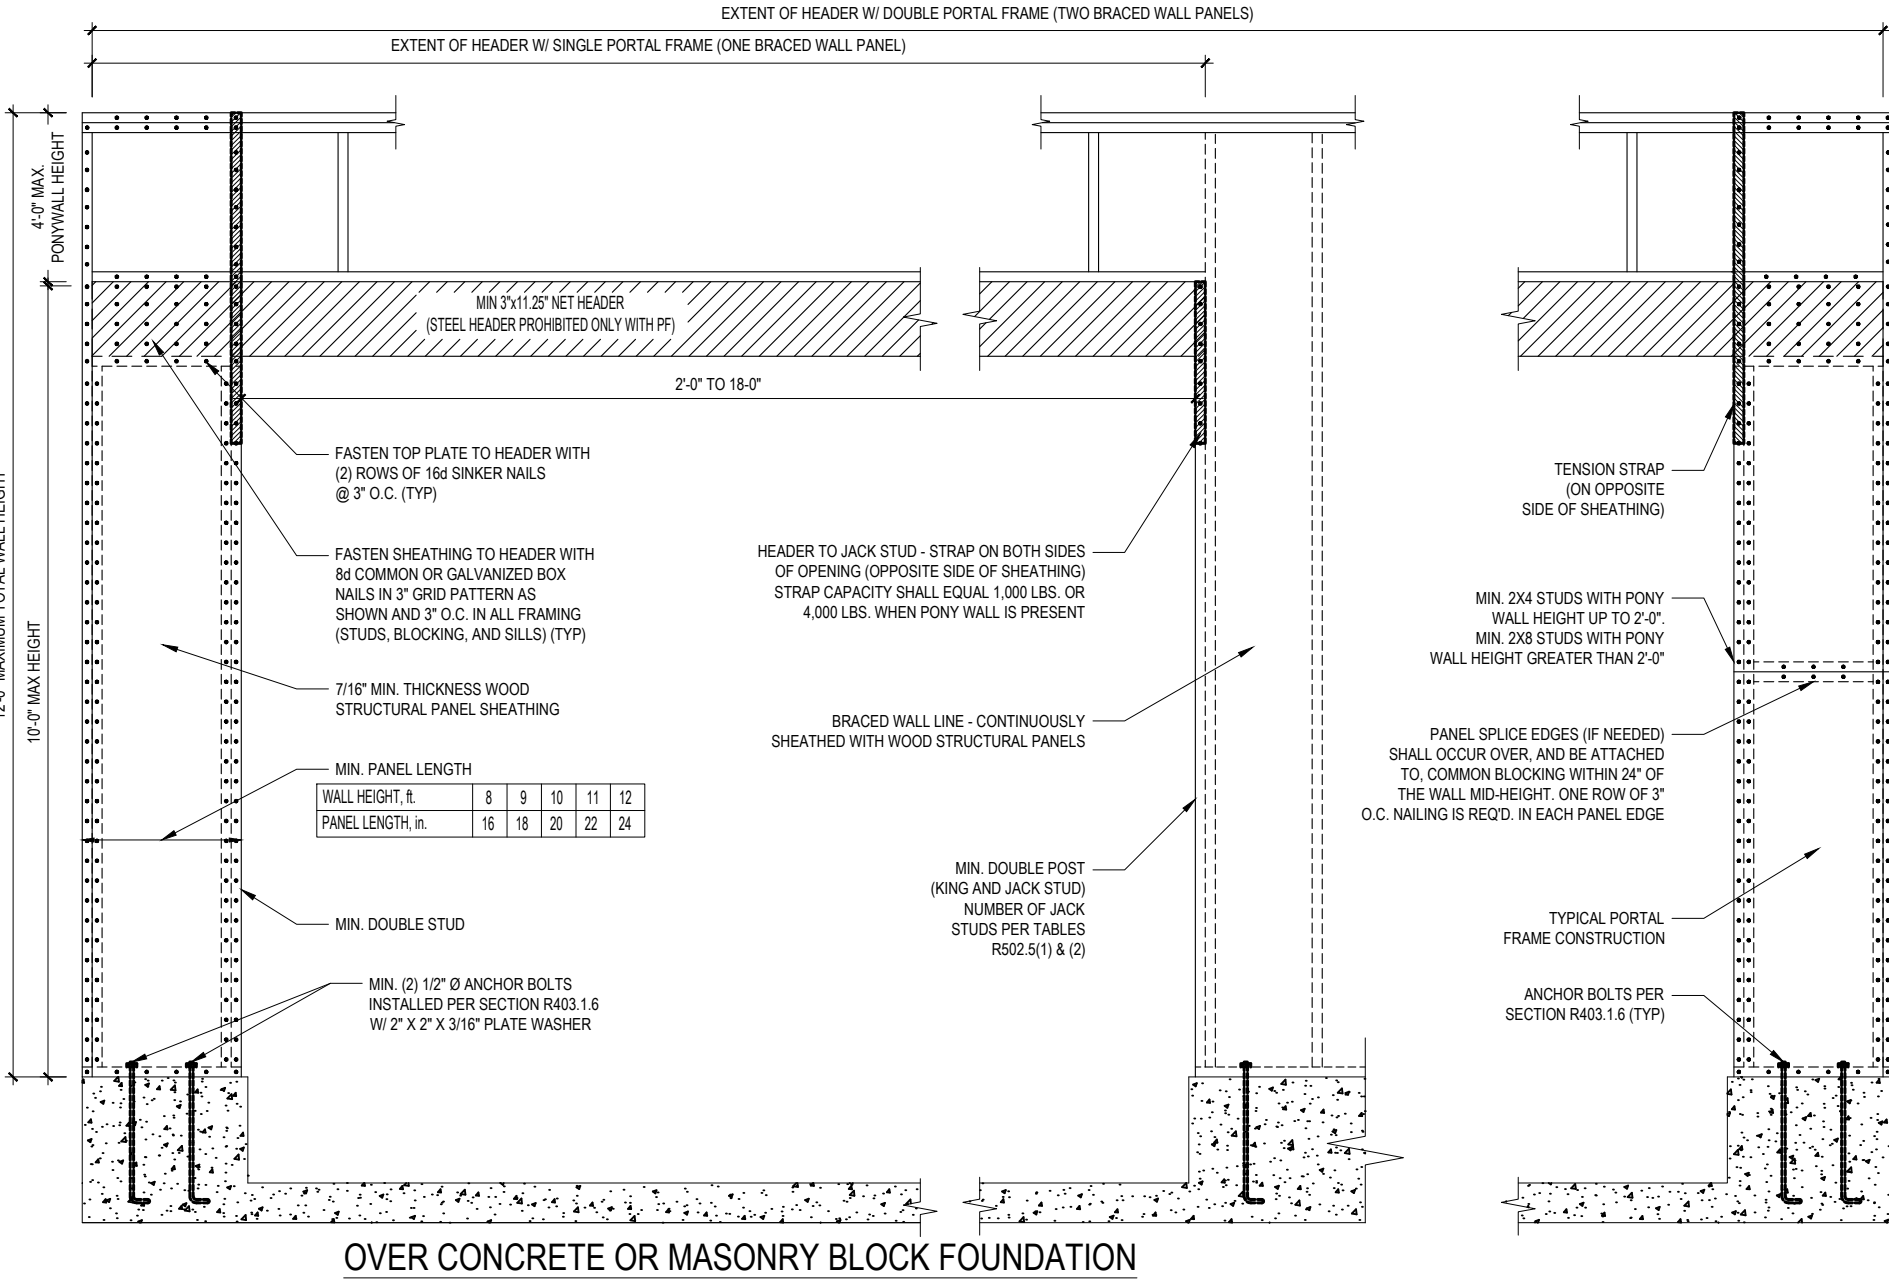 EXTENT OF HEADER W/ DOUBLE PORTAL FRAME (TWO BRACED WALL PANELS)
EXTENT OF HEADER W/ SINGLE PORTAL FRAME (ONE BRACED WALL PANEL)
4'-0" MAX.
PONYWALL HEIGHT
MAXIMUM TOTAL WALL HEIGHT
10'-0" MAX HEIGHT
MIN 3"x11.25" NET HEADER
(STEEL HEADER PROHIBITED ONLY WITH PF)
2'-0" TO 18-0"
FASTEN TOP PLATE TO HEADER WITH
(2) ROWS OF 16d SINKER NAILS
@ 3" O.C. (TYP)
FASTEN SHEATHING TO HEADER WITH
8d COMMON OR GALVANIZED BOX
NAILS IN 3" GRID PATTERN AS
SHOWN AND 3" O.C. IN ALL FRAMING
(STUDS, BLOCKING, AND SILLS) (TYP)
7/16" MIN. THICKNESS WOOD
STRUCTURAL PANEL SHEATHING
MIN. PANEL LENGTH
WALL HEIGHT, ft. 8 9 10 11 12
PANEL LENGTH, in. 16 18 20 22 24
MIN. DOUBLE STUD
MIN. (2) 1/2" Ø ANCHOR BOLTS
INSTALLED PER SECTION R403.1.6
W/ 2" X 2" X 3/16" PLATE WASHER
HEADER TO JACK STUD - STRAP ON BOTH SIDES
OF OPENING (OPPOSITE SIDE OF SHEATHING)
STRAP CAPACITY SHALL EQUAL 1,000 LBS. OR
4,000 LBS. WHEN PONY WALL IS PRESENT
BRACED WALL LINE - CONTINUOUSLY
SHEATHED WITH WOOD STRUCTURAL PANELS
MIN. DOUBLE POST
(KING AND JACK STUD)
NUMBER OF JACK
STUDS PER TABLES
R502.5(1) & (2)
TENSION STRAP
(ON OPPOSITE
SIDE OF SHEATHING)
MIN. 2X4 STUDS WITH PONY
WALL HEIGHT UP TO 2'-0".
MIN. 2X8 STUDS WITH PONY
WALL HEIGHT GREATER THAN 2'-0"
PANEL SPLICE EDGES (IF NEEDED)
SHALL OCCUR OVER, AND BE ATTACHED
TO, COMMON BLOCKING WITHIN 24" OF
THE WALL MID-HEIGHT. ONE ROW OF 3"
O.C. NAILING IS REQ'D. IN EACH PANEL EDGE
TYPICAL PORTAL
FRAME CONSTRUCTION
ANCHOR BOLTS PER
SECTION R403.1.6 (TYP)
OVER CONCRETE OR MASONRY BLOCK FOUNDATION